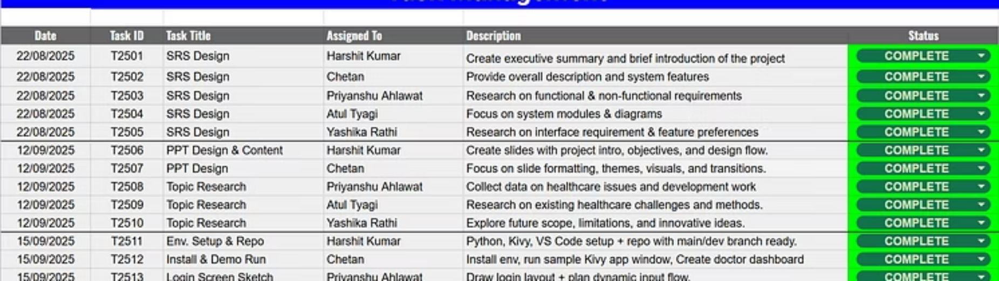 Task Management
Date Task ID Task Title Assigned To Description Status
22/08/2025 T2501 SRS Design Harshit Kumar Create executive summary and brief introduction of the project COMPLETE
22/08/2025 T2502 SRS Design Chetan Provide overall description and system features COMPLETE
22/08/2025 T2503 SRS Design Priyanshu Ahlawat Research on functional & non-functional requirements COMPLETE
22/08/2025 T2504 SRS Design Atul Tyagi Focus on system modules & diagrams COMPLETE
22/08/2025 T2505 SRS Design Yashika Rathi Research on interface requirement & feature preferences COMPLETE
12/09/2025 T2506 PPT Design & Content Harshit Kumar Create slides with project intro, objectives, and design flow. COMPLETE
12/09/2025 T2507 PPT Design Chetan Focus on slide formatting, themes, visuals, and transitions. COMPLETE
12/09/2025 T2508 Topic Research Priyanshu Ahlawat Collect data on healthcare issues and development work COMPLETE
12/09/2025 T2509 Topic Research Atul Tyagi Research on existing healthcare challenges and methods. COMPLETE
12/09/2025 T2510 Topic Research Yashika Rathi Explore future scope, limitations, and innovative ideas. COMPLETE
15/09/2025 T2511 Env. Setup & Repo Harshit Kumar Python, Kivy, VS Code setup + repo with main/dev branch ready. COMPLETE
15/09/2025 T2512 Install & Demo Run Chetan Install env, run sample Kivy app window, Create doctor dashboard COMPLETE
15/09/2025 T2513 Login Screen Sketch Priyanshu Ahlawat Draw login layout + plan dynamic input flow. COMPLETE